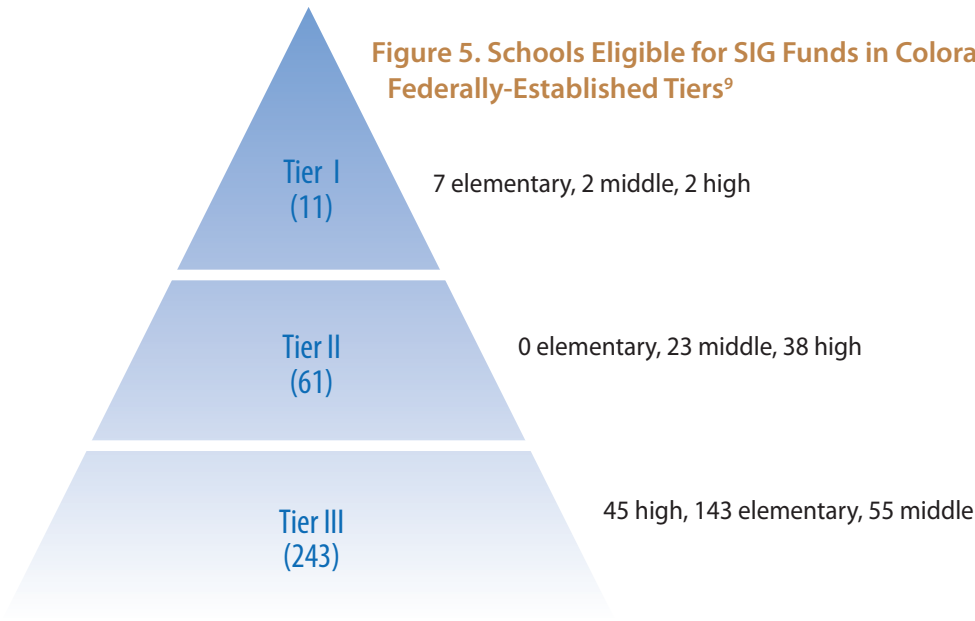 Figure 5. Schools Eligible for SIG Funds in Colora
Federally-Established Tiers⁹
Tier I
(11)
7 elementary, 2 middle, 2 high
Tier II
(61)
0 elementary, 23 middle, 38 high
Tier III
(243)
45 high, 143 elementary, 55 middle